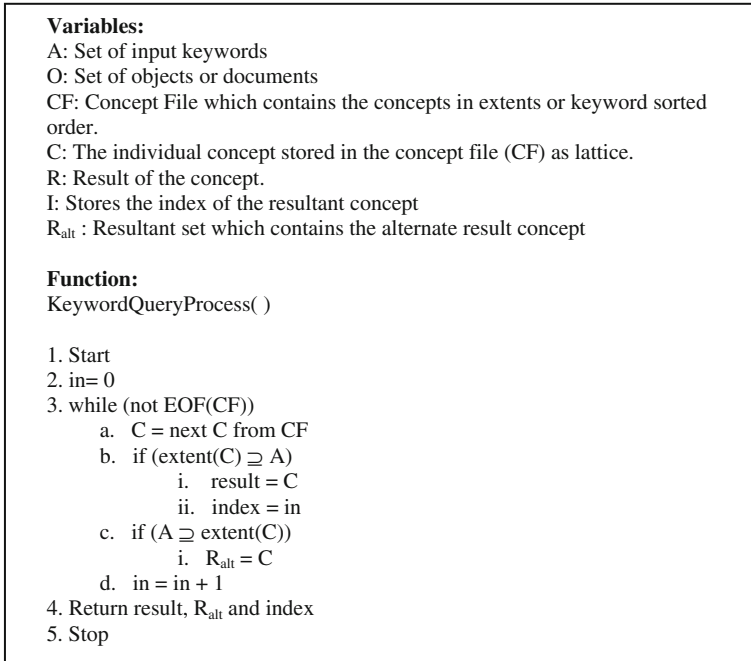 Variables:
A: Set of input keywords
O: Set of objects or documents
CF: Concept File which contains the concepts in extents or keyword sorted
order.
C: The individual concept stored in the concept file (CF) as lattice.
R: Result of the concept.
I: Stores the index of the resultant concept
Ralt : Resultant set which contains the alternate result concept
Function:
KeywordQueryProcess( )
1. Start
2. in= 0
3. while (not EOF(CF))
a. C = next C from CF
b. if (extent(C) ⊇ A)
i. result = C
ii. index = in
c. if (A ⊇ extent(C))
i. Ralt = C
d. in = in + 1
4. Return result, Ralt and index
5. Stop